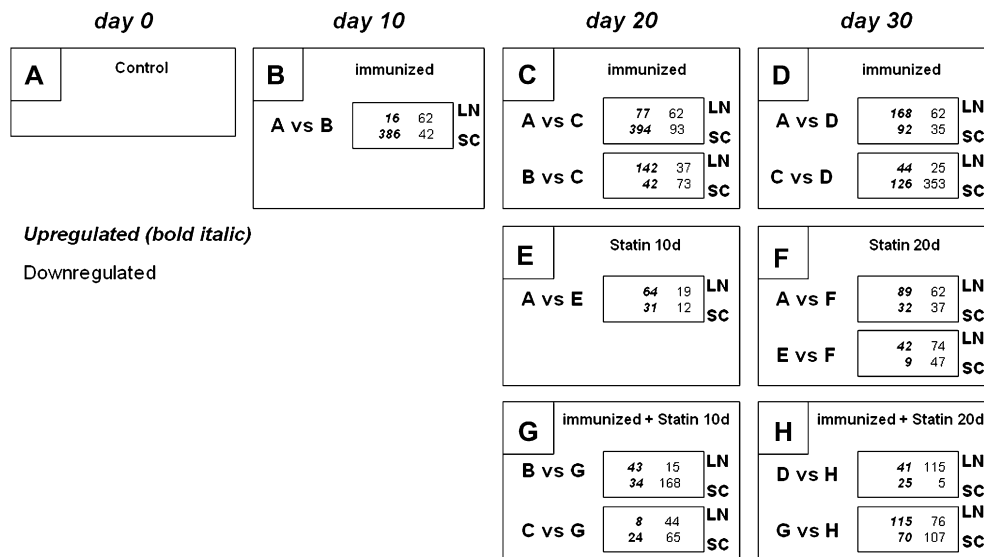 day 0 day 10 day 20 day 30
A Control
B immunized
A vs B 16 62 LN
386 42 SC
C immunized
A vs C 77 62 LN
394 93 SC
B vs C 142 37 LN
42 73 SC
D immunized
A vs D 168 62 LN
92 35 SC
C vs D 44 25 LN
126 353 SC
Upregulated (bold italic)
Downregulated
E Statin 10d
A vs E 64 19 LN
31 12 SC
F Statin 20d
A vs F 89 62 LN
32 37 SC
E vs F 42 74 LN
9 47 SC
G immunized + Statin 10d
B vs G 43 15 LN
34 168 SC
C vs G 8 44 LN
24 65 SC
H immunized + Statin 20d
D vs H 41 115 LN
25 5 SC
G vs H 115 76 LN
70 107 SC